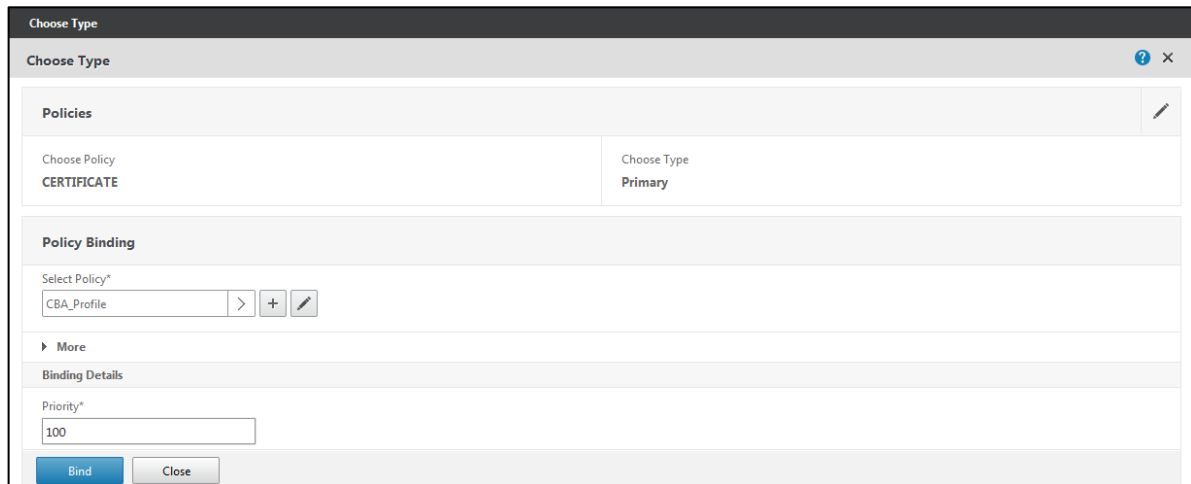 Choose Type
Choose Type
?
Policies
Choose Policy
Choose Type
CERTIFICATE
Primary
Policy Binding
Select Policy*
CBA_Profile
More
Binding Details
Priority*
100
Bind Close